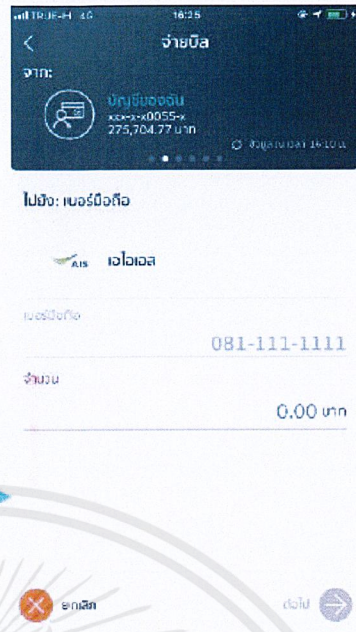 TRUE-H 4G 16:25
จ่ายบิล
จาก:
บัญชีของฉัน
xxx-x-x0055-x
275,704.77 บาท
ข้อมูล ณ เวลา 16:10 น.
ไปยัง: เบอร์มือถือ
AIS เอไอเอส
เบอร์มือถือ
081-111-1111
จำนวน
0.00 บาท
ยกเลิก ต่อไป